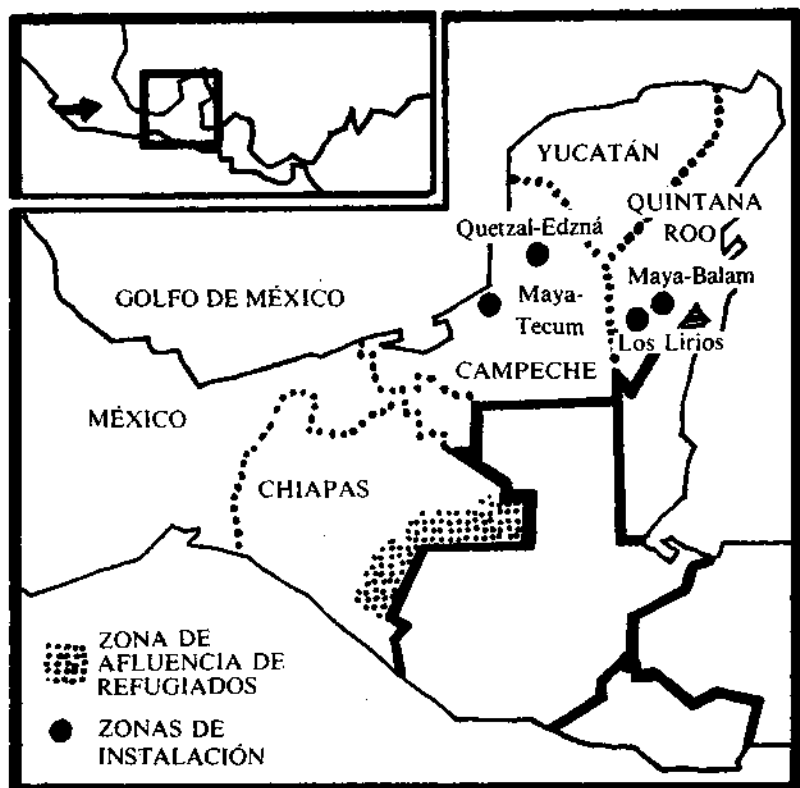 YUCATÁN
QUINTANA
ROO
Quetzal-Edzná
Maya-Balam
GOLFO DE MÉXICO
Maya-
Tecum
Los Lirios
CAMPECHE
MÉXICO
CHIAPAS
ZONA DE
AFLUENCIA DE
REFUGIADOS
ZONAS DE
INSTALACIÓN